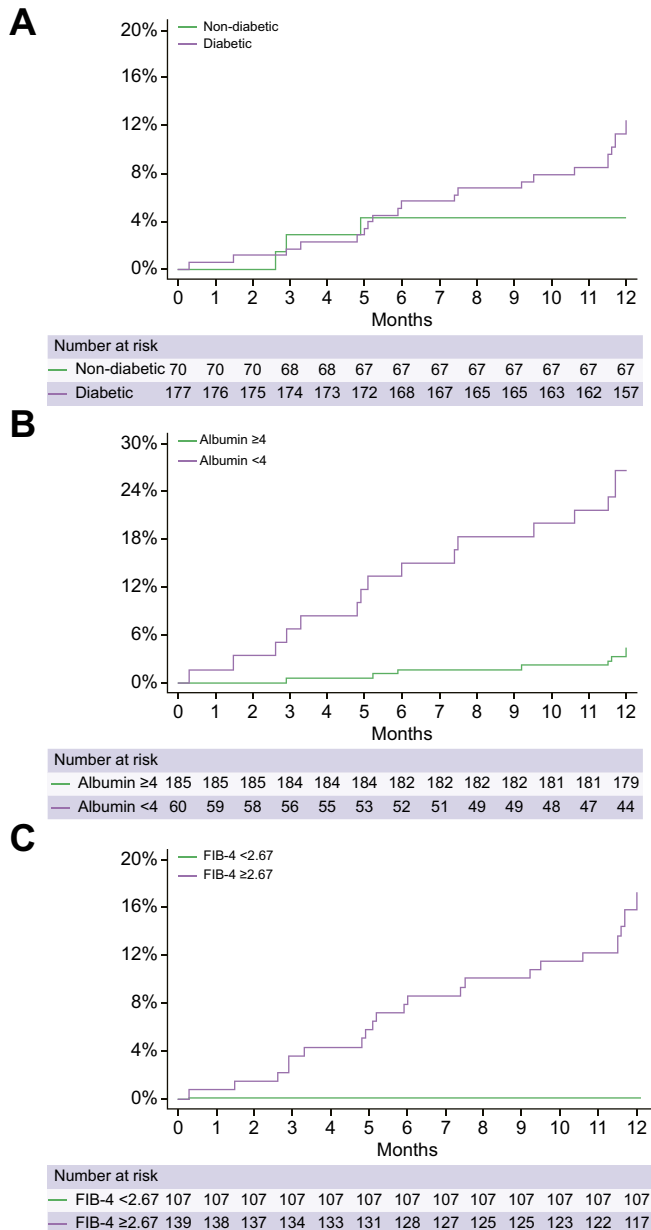 A
20%
16%
12%
8%
4%
0%
Non-diabetic
Diabetic
0 1 2 3 4 5 6 7 8 9 10 11 12
Months
Number at risk
Non-diabetic 70 70 70 68 68 67 67 67 67 67 67 67 67
Diabetic 177 176 175 174 173 172 168 167 165 165 163 162 157
B
30%
24%
18%
12%
6%
0%
Albumin ≥4
Albumin <4
0 1 2 3 4 5 6 7 8 9 10 11 12
Months
Number at risk
Albumin ≥4 185 185 185 184 184 184 182 182 182 182 181 181 179
Albumin <4 60 59 58 56 55 53 52 51 49 49 48 47 44
C
20%
16%
12%
8%
4%
0%
FIB-4 <2.67
FIB-4 ≥2.67
0 1 2 3 4 5 6 7 8 9 10 11 12
Months
Number at risk
FIB-4 <2.67 107 107 107 107 107 107 107 107 107 107 107 107 107
FIB-4 ≥2.67 139 138 137 134 133 131 128 127 125 125 123 122 117